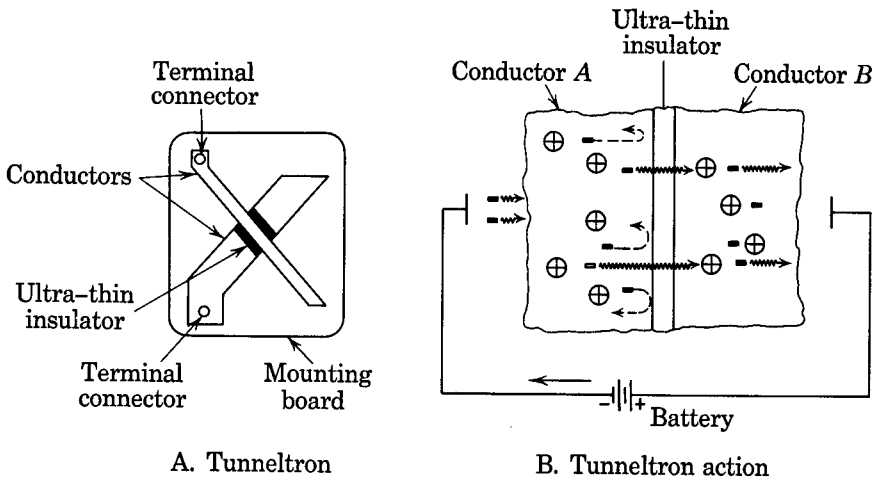 Terminal
connector
Conductors
Ultra-thin
insulator
Terminal
connector
Mounting
board
A. Tunneltron
Ultra-thin
insulator
Conductor A
Conductor B
- +
Battery
B. Tunneltron action